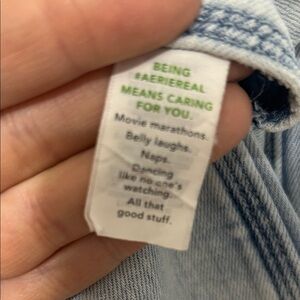 BEING
#AERIEREAL
MEANS CARING
FOR YOU.
Movie marathons.
Belly laughs.
Naps.
Dancing
like no one's
watching.
All that
good stuff.